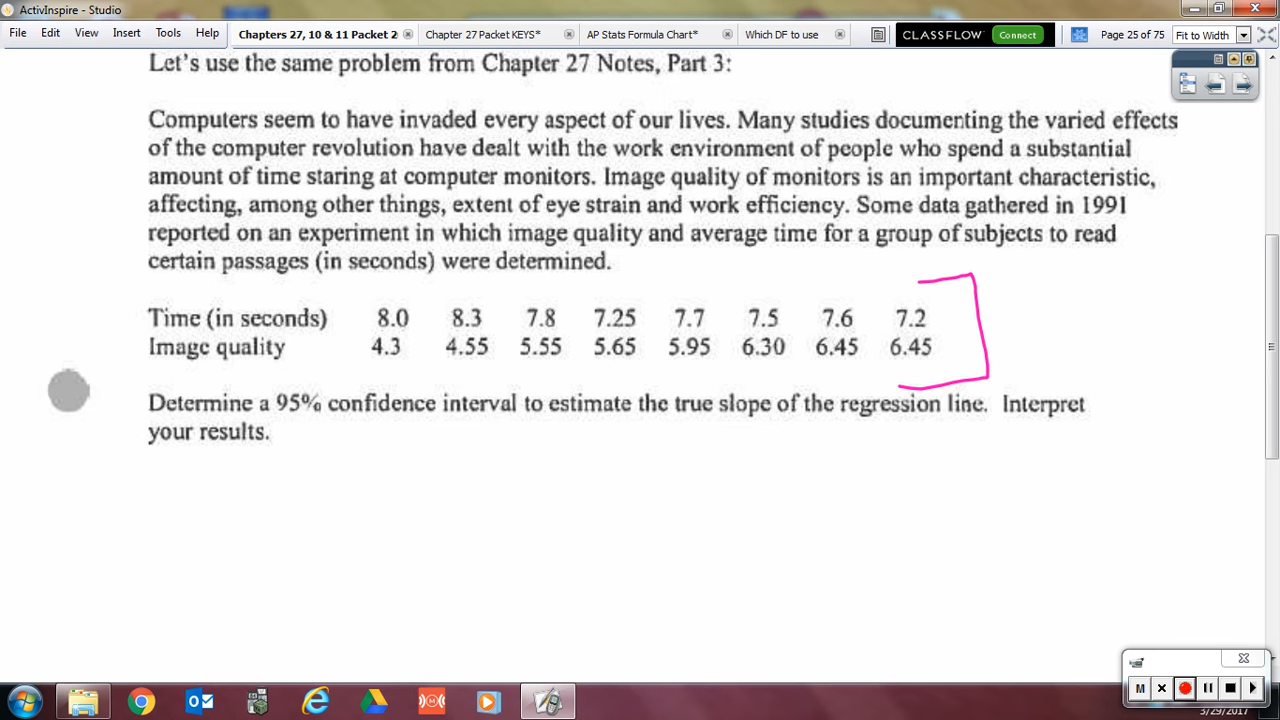 ActivInspire - Studio
File Edit View Insert Tools Help
Chapters 27, 10 & 11 Packet 2
Chapter 27 Packet KEYS*
AP Stats Formula Chart*
Which DF to use
CLASSFLOW Connect
Page 25 of 75
Fit to Width
Let's use the same problem from Chapter 27 Notes, Part 3:
Computers seem to have invaded every aspect of our lives. Many studies documenting the varied effects
of the computer revolution have dealt with the work environment of people who spend a substantial
amount of time staring at computer monitors. Image quality of monitors is an important characteristic,
affecting, among other things, extent of eye strain and work efficiency. Some data gathered in 1991
reported on an experiment in which image quality and average time for a group of subjects to read
certain passages (in seconds) were determined.
Time (in seconds) 8.0 8.3 7.8 7.25 7.7 7.5 7.6 7.2
Image quality 4.3 4.55 5.55 5.65 5.95 6.30 6.45 6.45
Determine a 95% confidence interval to estimate the true slope of the regression line. Interpret
your results.
M
3/29/2017